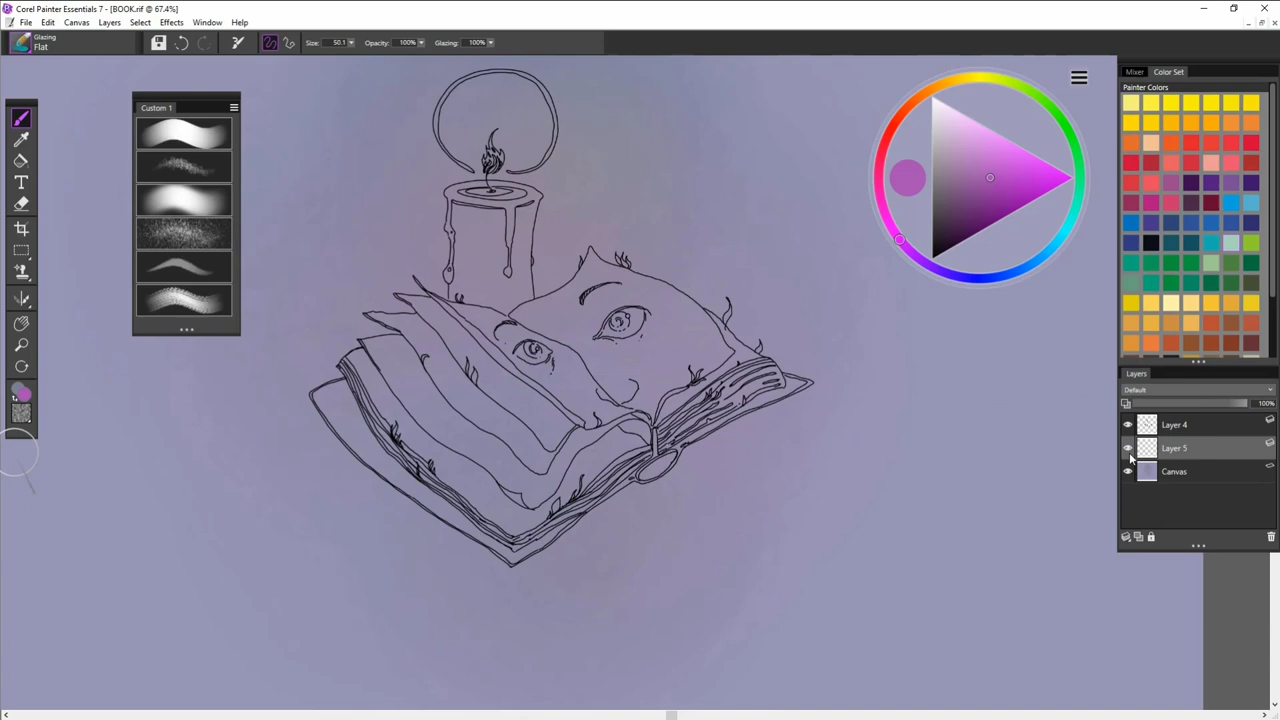 Corel Painter Essentials 7 - [BOOK.rif @ 67.4%]
File Edit Canvas Layers Select Effects Window Help
Glazing
Flat
Size: 50.1 Opacity: 100% Glazing: 100%
Mixer Color Set
Painter Colors
Custom 1
Layers
Default
100%
Layer 4
Layer 5
Canvas